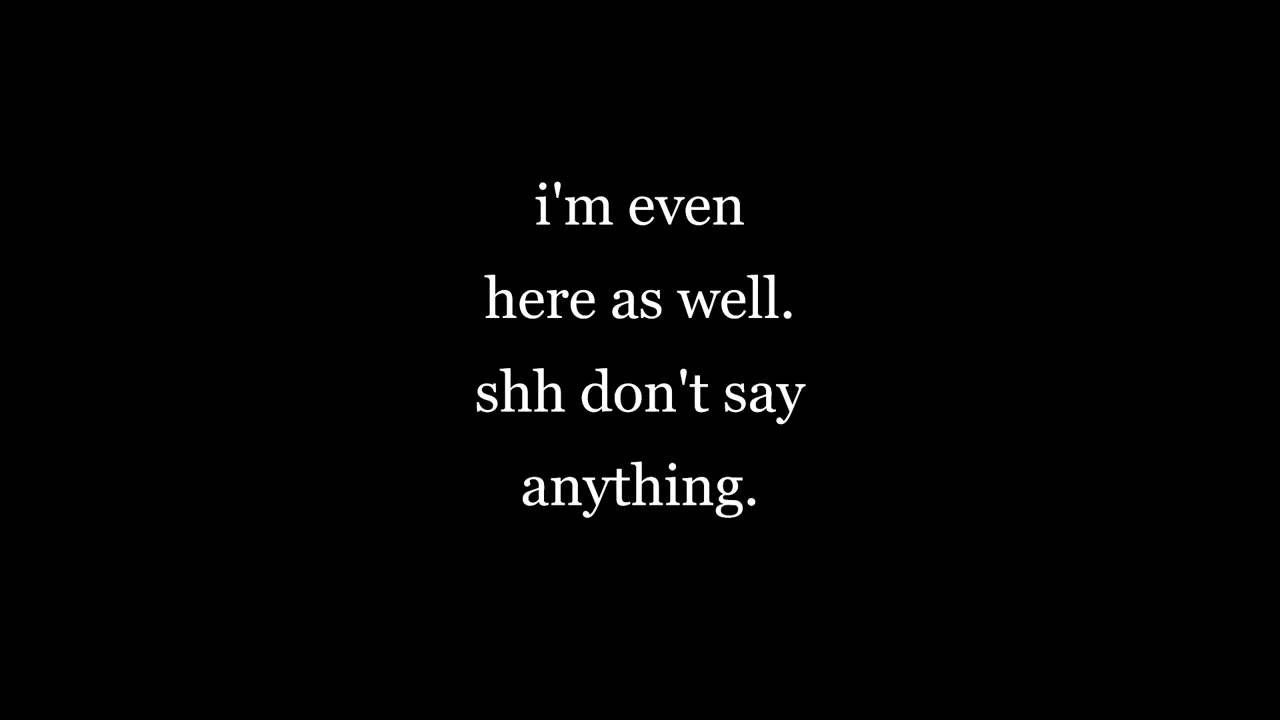 i'm even
here as well.
shh don't say
anything.